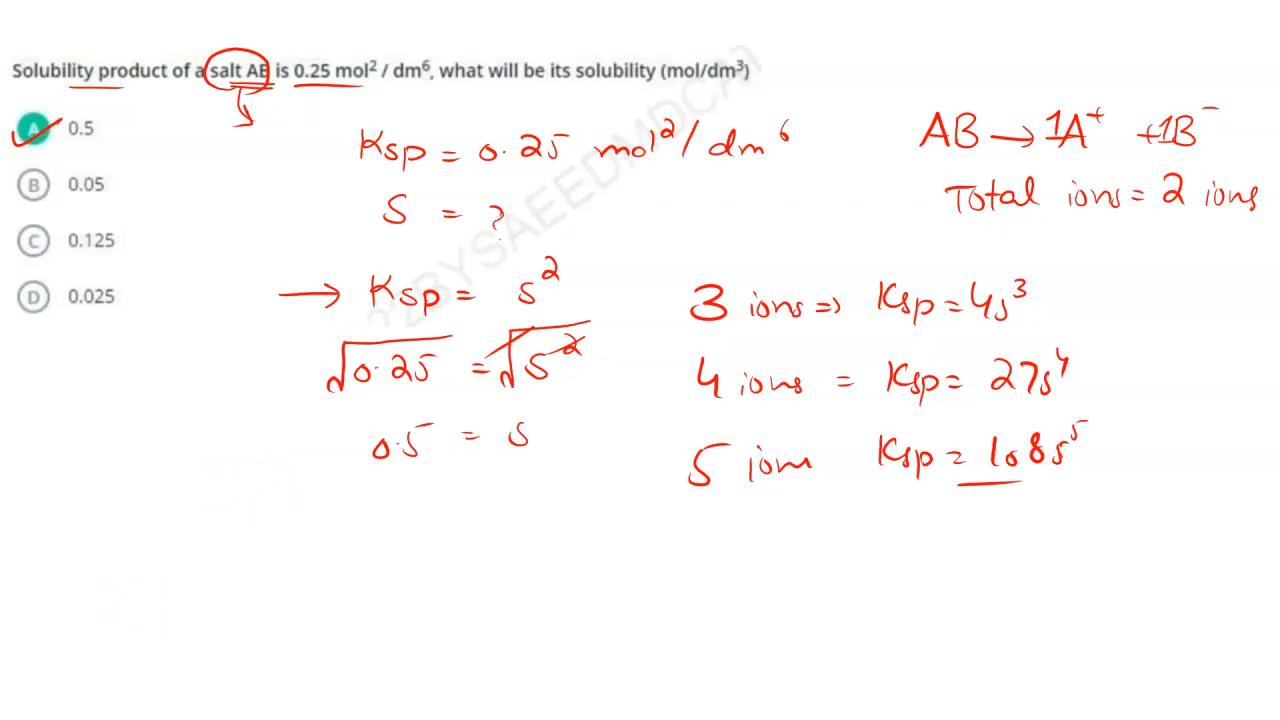 Solubility product of a salt AB is 0.25 mol² / dm⁶, what will be its solubility (mol/dm³)
A 0.5
B 0.05
C 0.125
D 0.025
Ksp = 0.25 mol²/dm⁶
S = ?
→ Ksp = s²
√0.25 = √s²
0.5 = s
AB → 1A⁺ + 1B⁻
Total ions = 2 ions
3 ions => Ksp = 4s³
4 ions = Ksp = 27s⁴
5 ions Ksp = 108s⁵